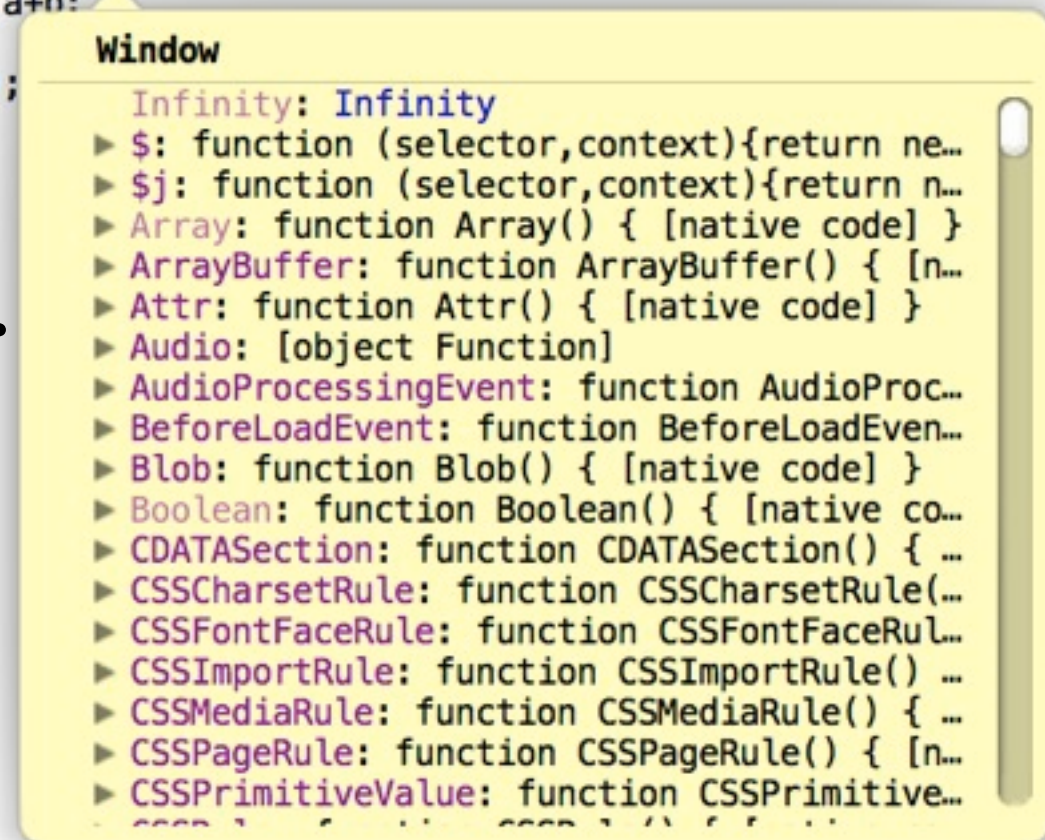 a+b:
Window
;
Infinity: Infinity
▶ $: function (selector,context){return ne…
▶ $j: function (selector,context){return n…
▶ Array: function Array() { [native code] }
▶ ArrayBuffer: function ArrayBuffer() { [n…
▶ Attr: function Attr() { [native code] }
▶ Audio: [object Function]
▶ AudioProcessingEvent: function AudioProc…
▶ BeforeLoadEvent: function BeforeLoadEven…
▶ Blob: function Blob() { [native code] }
▶ Boolean: function Boolean() { [native co…
▶ CDATASection: function CDATASection() { …
▶ CSSCharsetRule: function CSSCharsetRule(…
▶ CSSFontFaceRule: function CSSFontFaceRul…
▶ CSSImportRule: function CSSImportRule() …
▶ CSSMediaRule: function CSSMediaRule() { …
▶ CSSPageRule: function CSSPageRule() { [n…
▶ CSSPrimitiveValue: function CSSPrimitive…